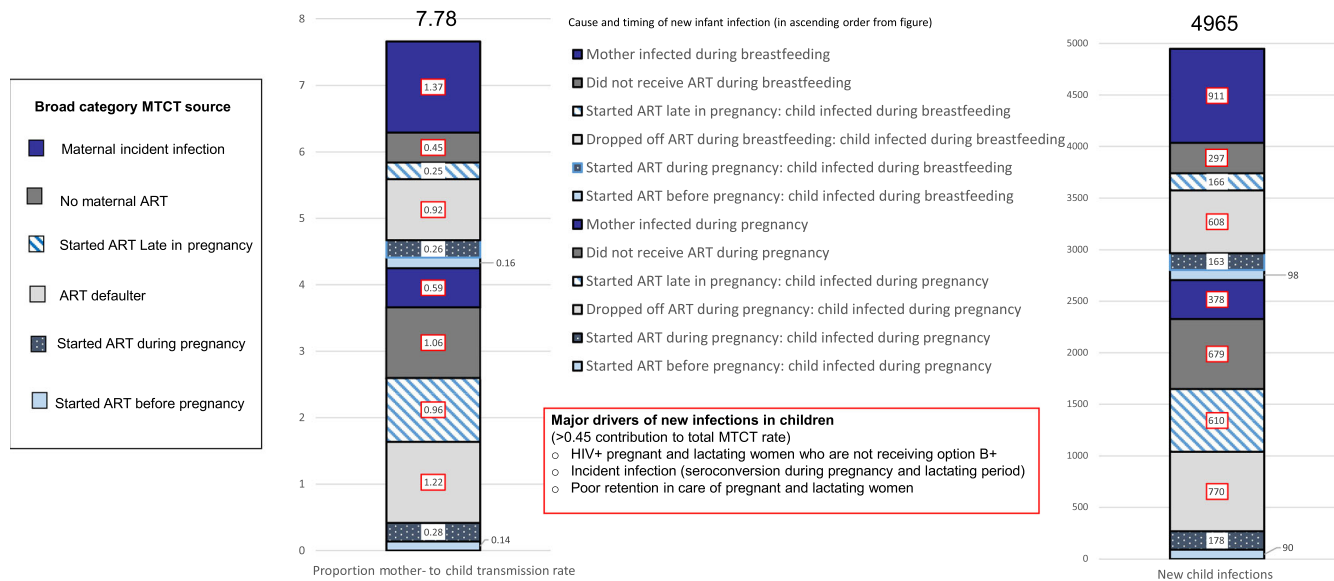 Broad category MTCT source
Maternal incident infection
No maternal ART
Started ART Late in pregnancy
ART defaulter
Started ART during pregnancy
Started ART before pregnancy
7.78
8
7
6
5
4
3
2
1
0
1.37
0.45
0.25
0.92
0.26
0.16
0.59
1.06
0.96
1.22
0.28
0.14
Proportion mother- to child transmission rate
Cause and timing of new infant infection (in ascending order from figure)
Mother infected during breastfeeding
Did not receive ART during breastfeeding
Started ART late in pregnancy: child infected during breastfeeding
Dropped off ART during breastfeeding: child infected during breastfeeding
Started ART during pregnancy: child infected during breastfeeding
Started ART before pregnancy: child infected during breastfeeding
Mother infected during pregnancy
Did not receive ART during pregnancy
Started ART late in pregnancy: child infected during pregnancy
Dropped off ART during pregnancy: child infected during pregnancy
Started ART during pregnancy: child infected during pregnancy
Started ART before pregnancy: child infected during pregnancy
Major drivers of new infections in children
(>0.45 contribution to total MTCT rate)
o HIV+ pregnant and lactating women who are not receiving option B+
o Incident infection (seroconversion during pregnancy and lactating period)
o Poor retention in care of pregnant and lactating women
4965
5000
4500
4000
3500
3000
2500
2000
1500
1000
500
0
911
297
166
608
163
98
378
679
610
770
178
90
New child infections